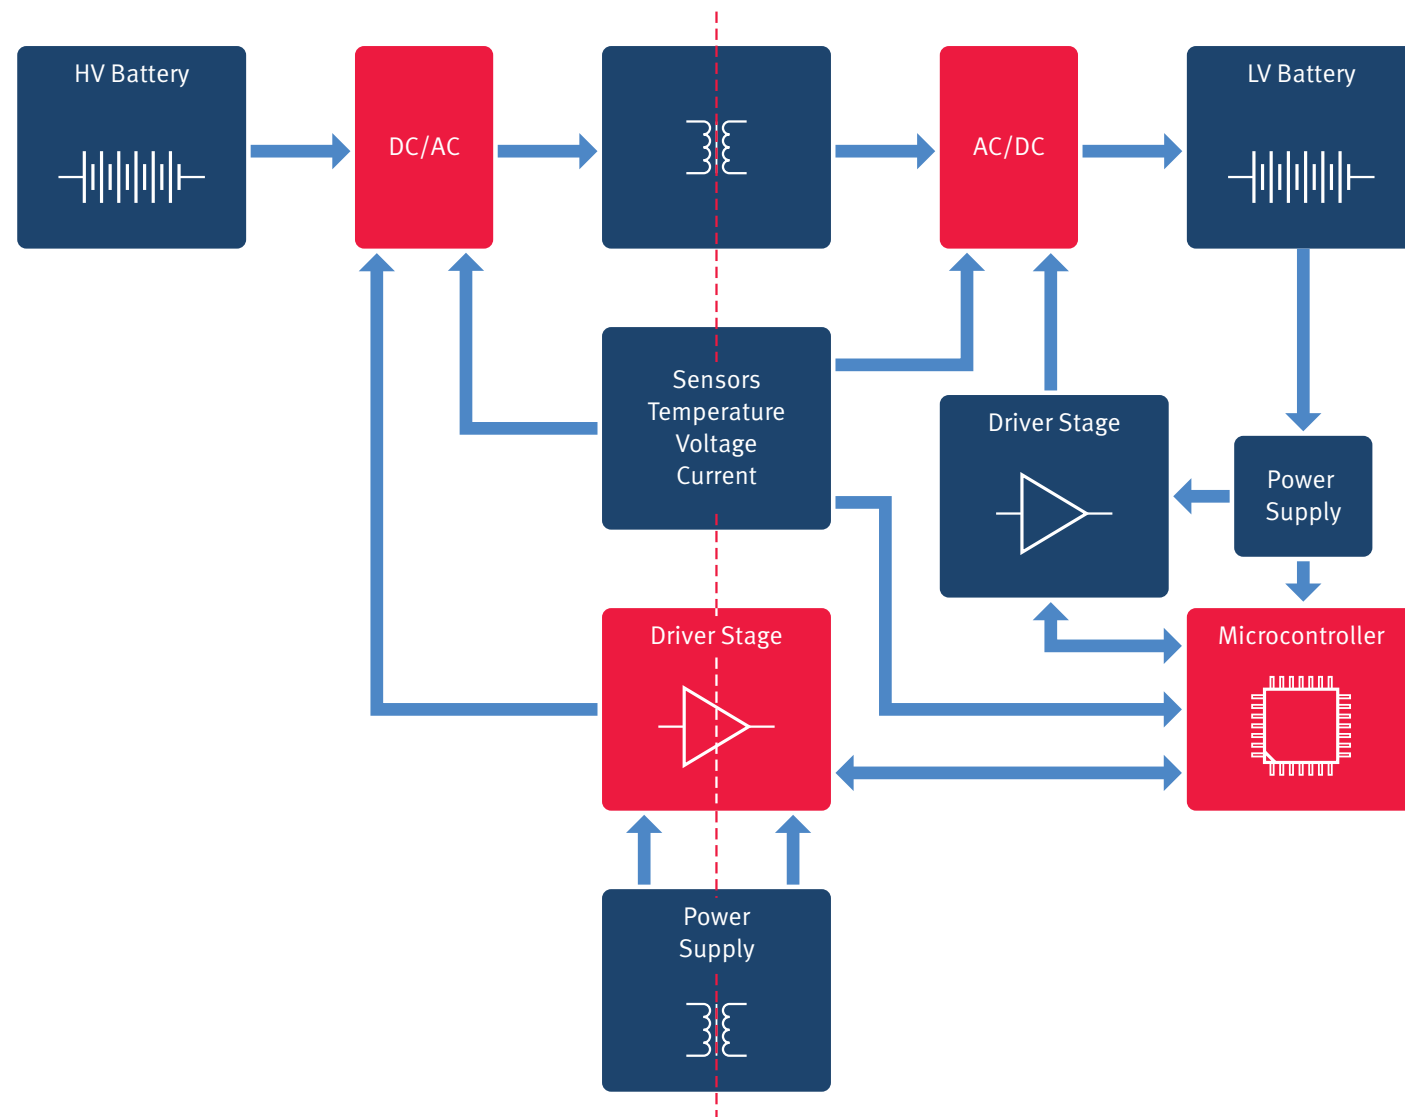 HV Battery
DC/AC
AC/DC
LV Battery
Sensors
Temperature
Voltage
Current
Driver Stage
Power
Supply
Driver Stage
Microcontroller
Power
Supply